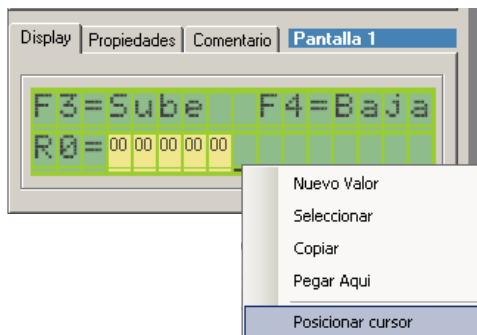 Display Propiedades Comentario Pantalla 1
F3=Sube F4=Baja
R0=00 00 00 00 00_
Nuevo Valor
Seleccionar
Copiar
Pegar Aqui
Posicionar cursor